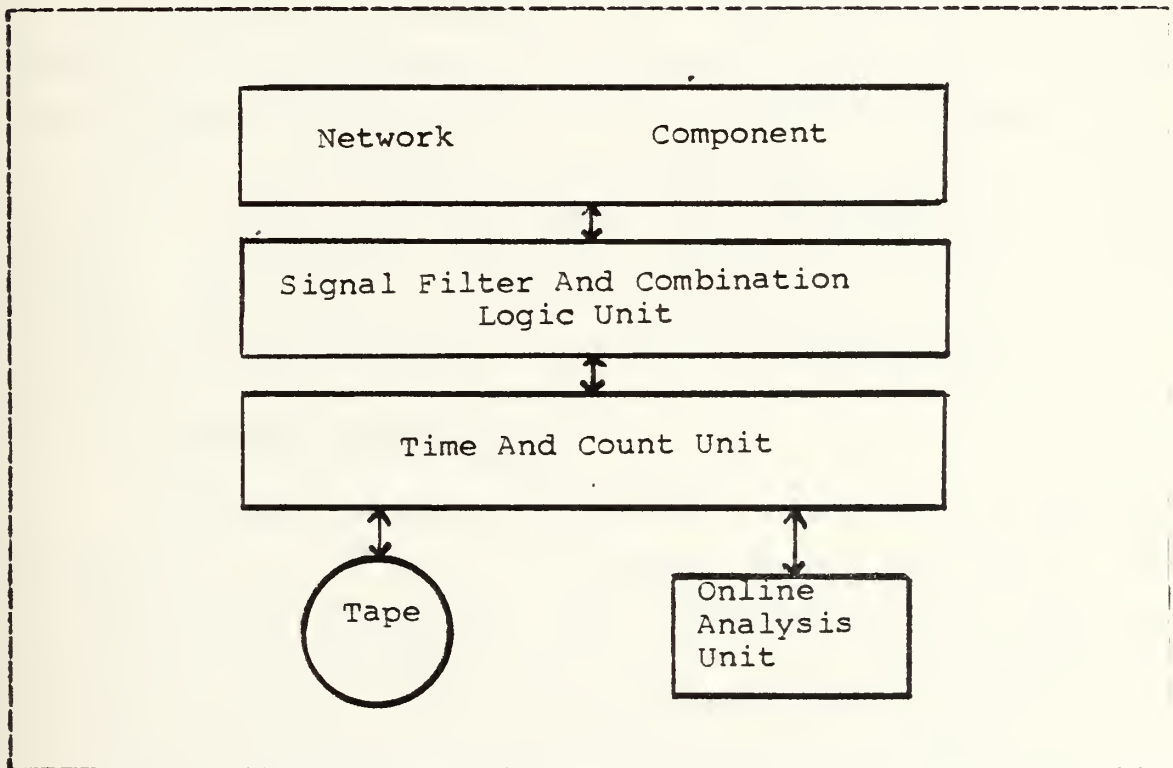 Network Component
Signal Filter And Combination
Logic Unit
Time And Count Unit
Tape
Online
Analysis
Unit